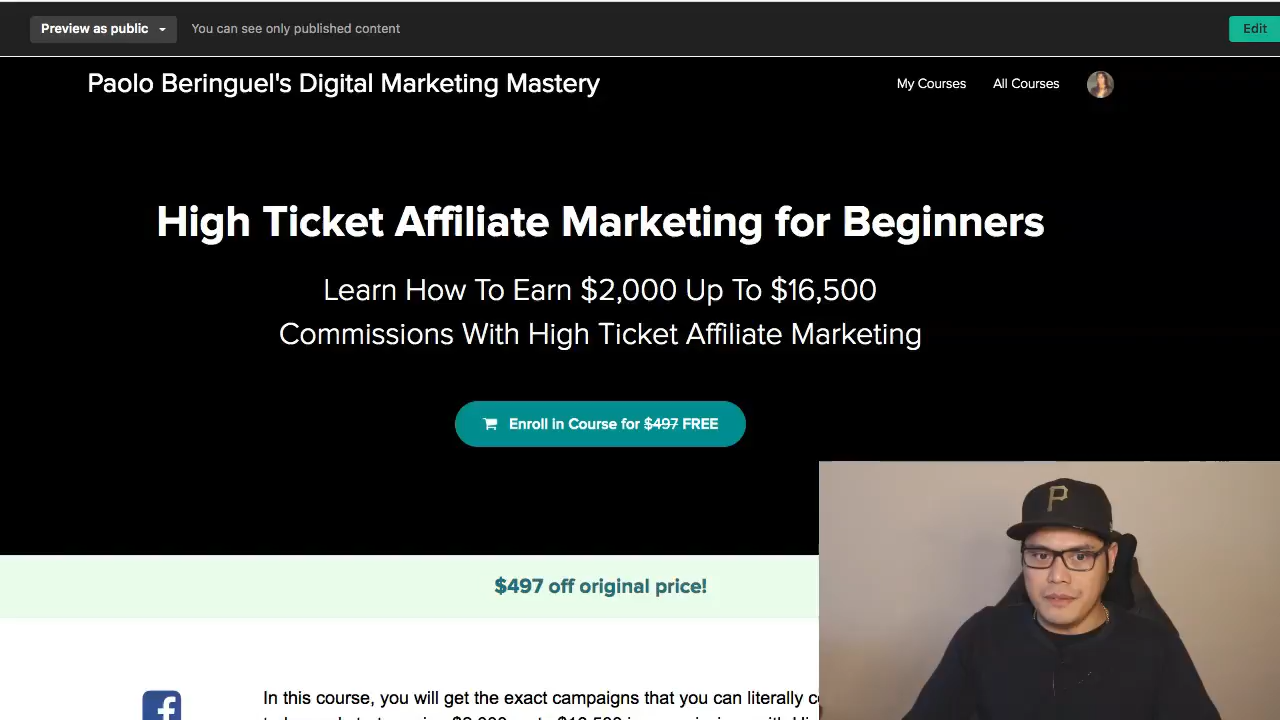 Preview as public
You can see only published content
Edit
Paolo Beringuel's Digital Marketing Mastery
My Courses
All Courses
High Ticket Affiliate Marketing for Beginners
Learn How To Earn $2,000 Up To $16,500
Commissions With High Ticket Affiliate Marketing
Enroll in Course for $497 FREE
$497 off original price!
In this course, you will get the exact campaigns that you can literally
P